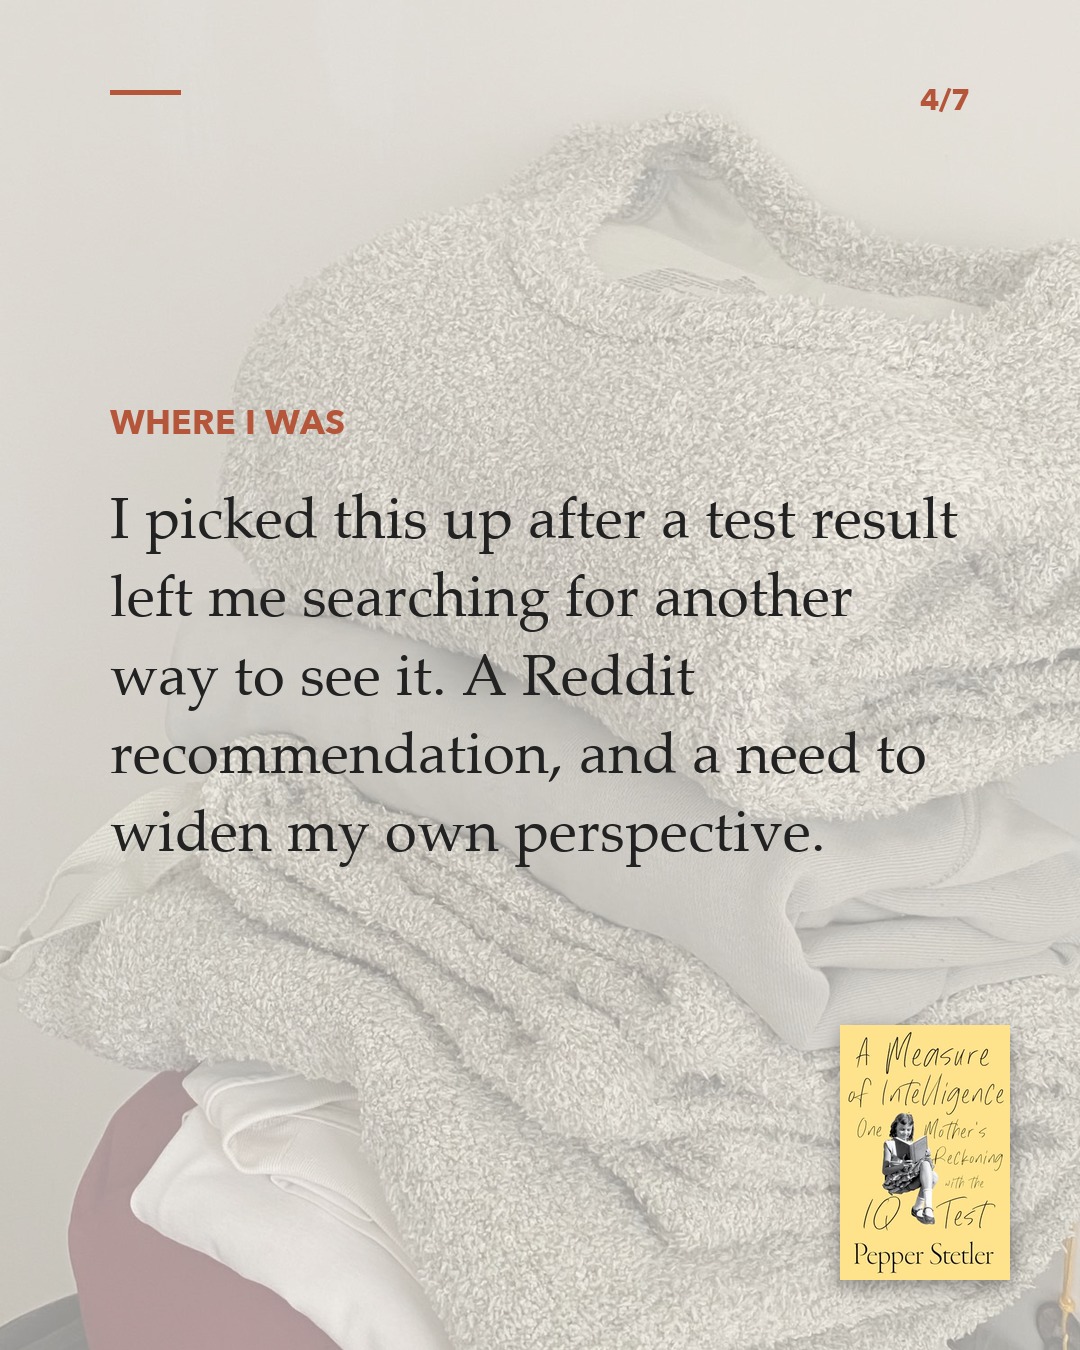 4/7
WHERE I WAS
I picked this up after a test result
left me searching for another
way to see it. A Reddit
recommendation, and a need to
widen my own perspective.
A Measure
of Intelligence
One Mother's
Reckoning
with the
IQ Test
Pepper Stetler